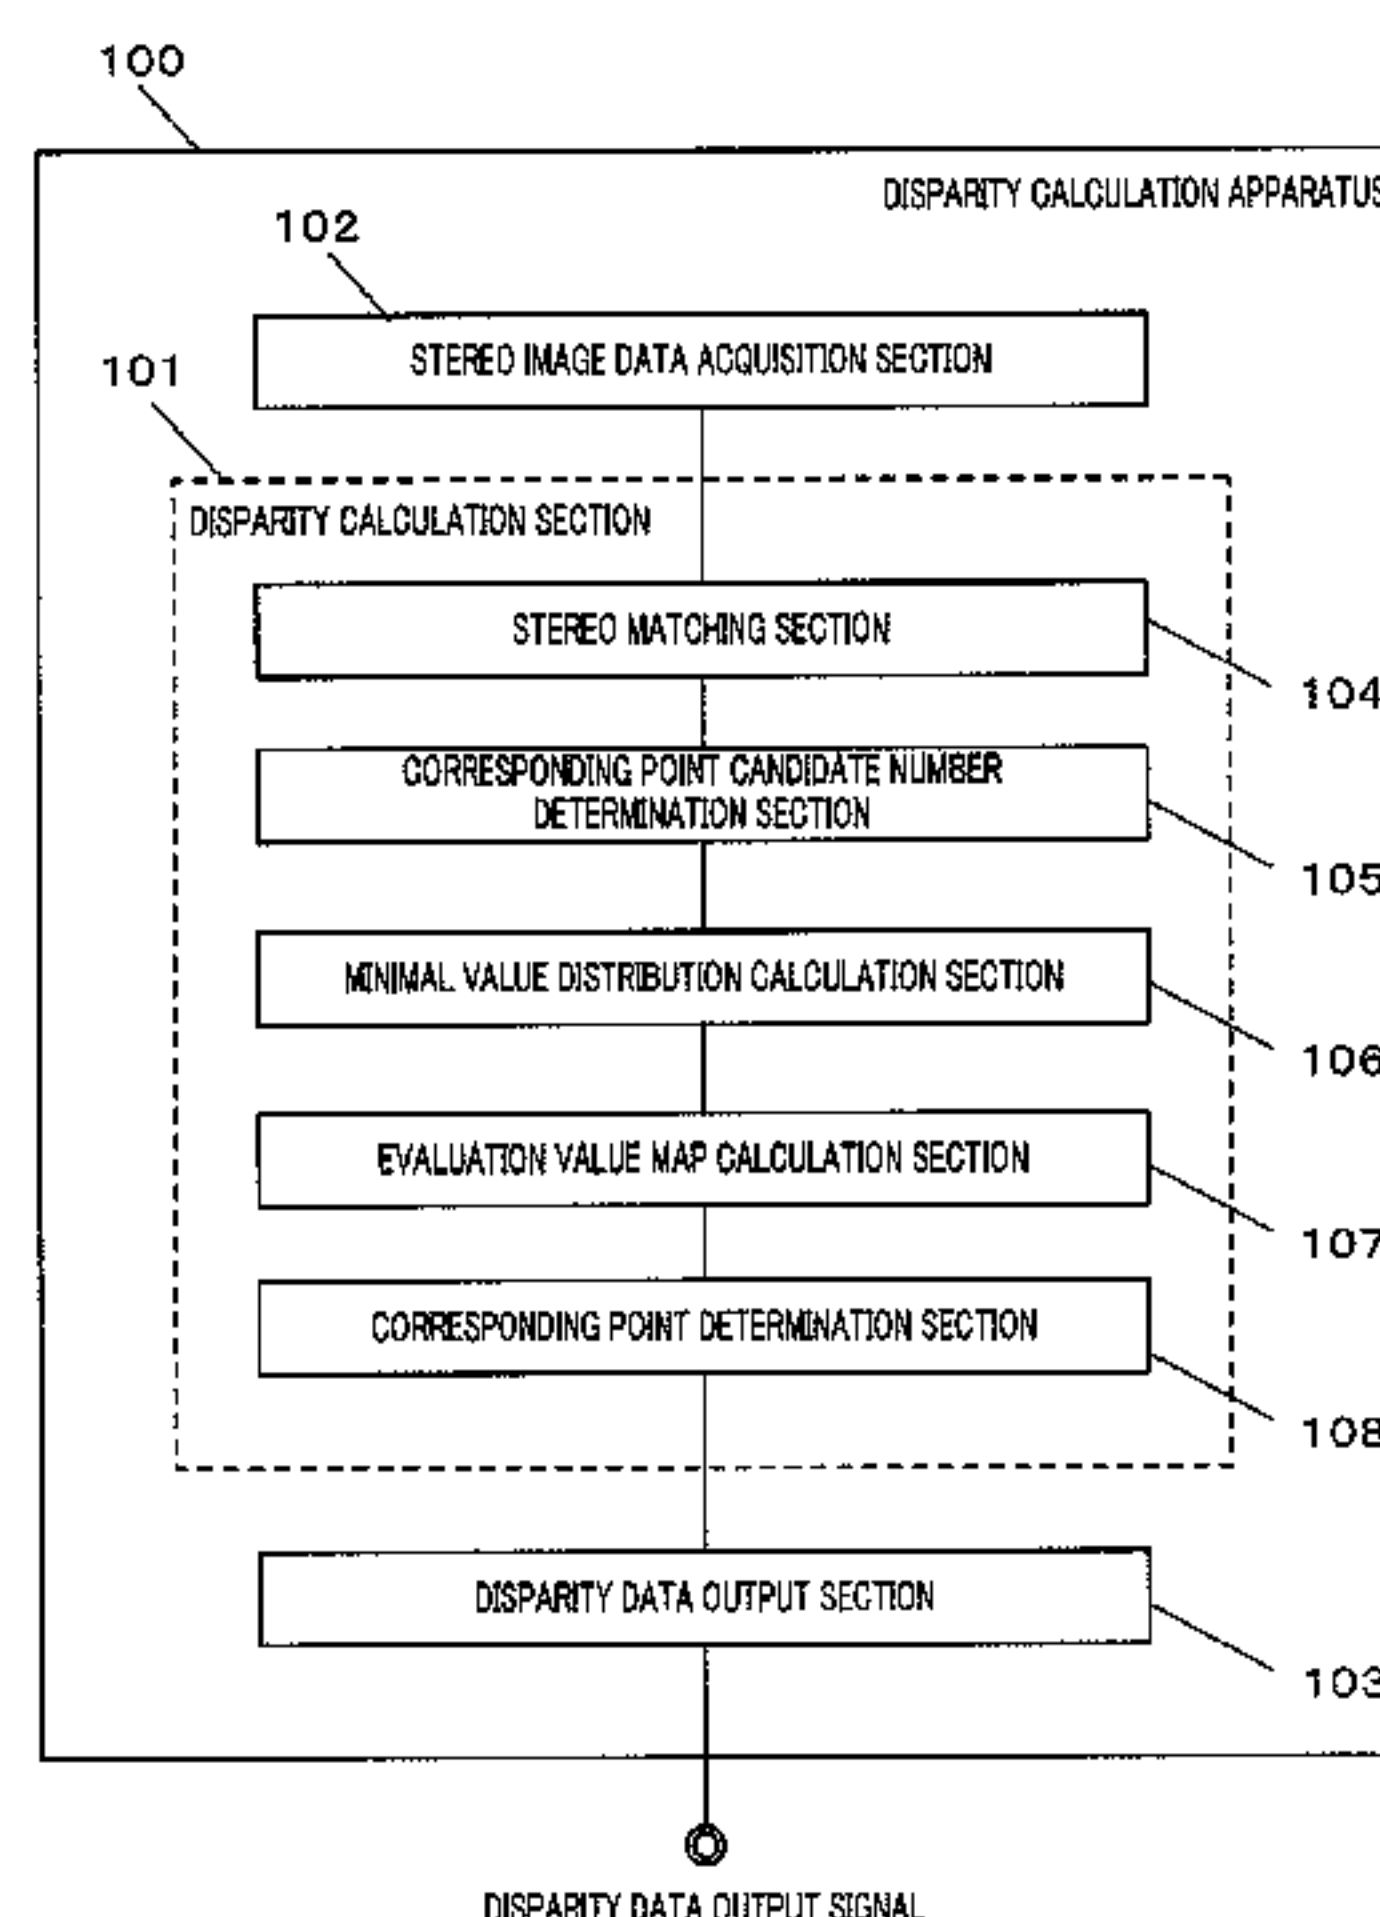 100
DISPARITY CALCULATION APPARATUS
102
STEREO IMAGE DATA ACQUISITION SECTION
101
DISPARITY CALCULATION SECTION
STEREO MATCHING SECTION
104
CORRESPONDING POINT CANDIDATE NUMBER
DETERMINATION SECTION
105
MINIMAL VALUE DISTRIBUTION CALCULATION SECTION
106
EVALUATION VALUE MAP CALCULATION SECTION
107
CORRESPONDING POINT DETERMINATION SECTION
108
DISPARITY DATA OUTPUT SECTION
103
DISPARITY DATA OUTPUT SIGNAL